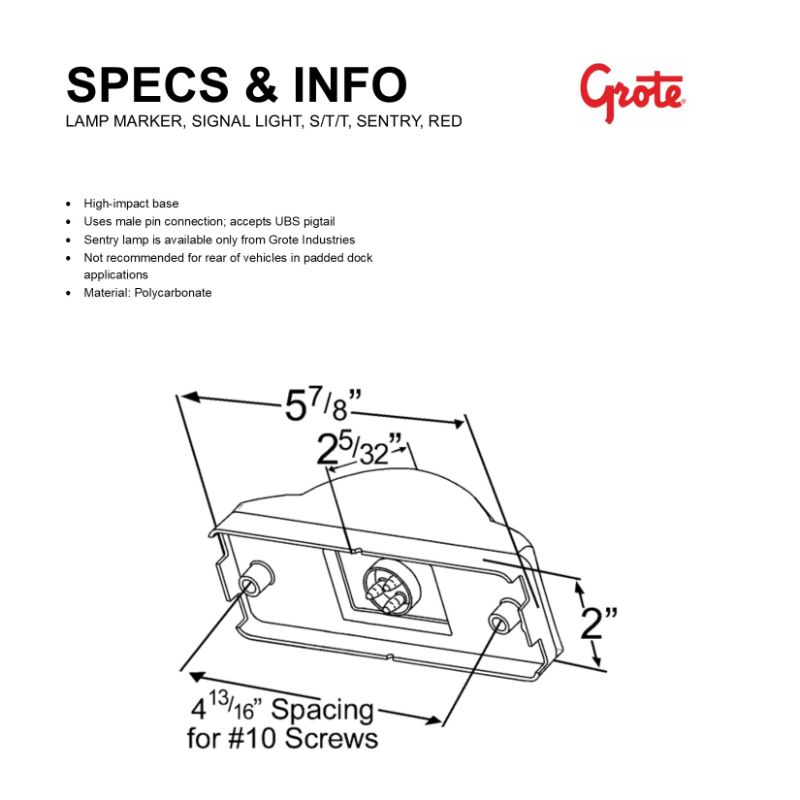 SPECS & INFO
Grote®
LAMP MARKER, SIGNAL LIGHT, S/T/T, SENTRY, RED
• High-impact base
• Uses male pin connection; accepts UBS pigtail
• Sentry lamp is available only from Grote Industries
• Not recommended for rear of vehicles in padded dock
applications
• Material: Polycarbonate
5 7/8”
2 5/32”
2”
4 13/16” Spacing
for #10 Screws